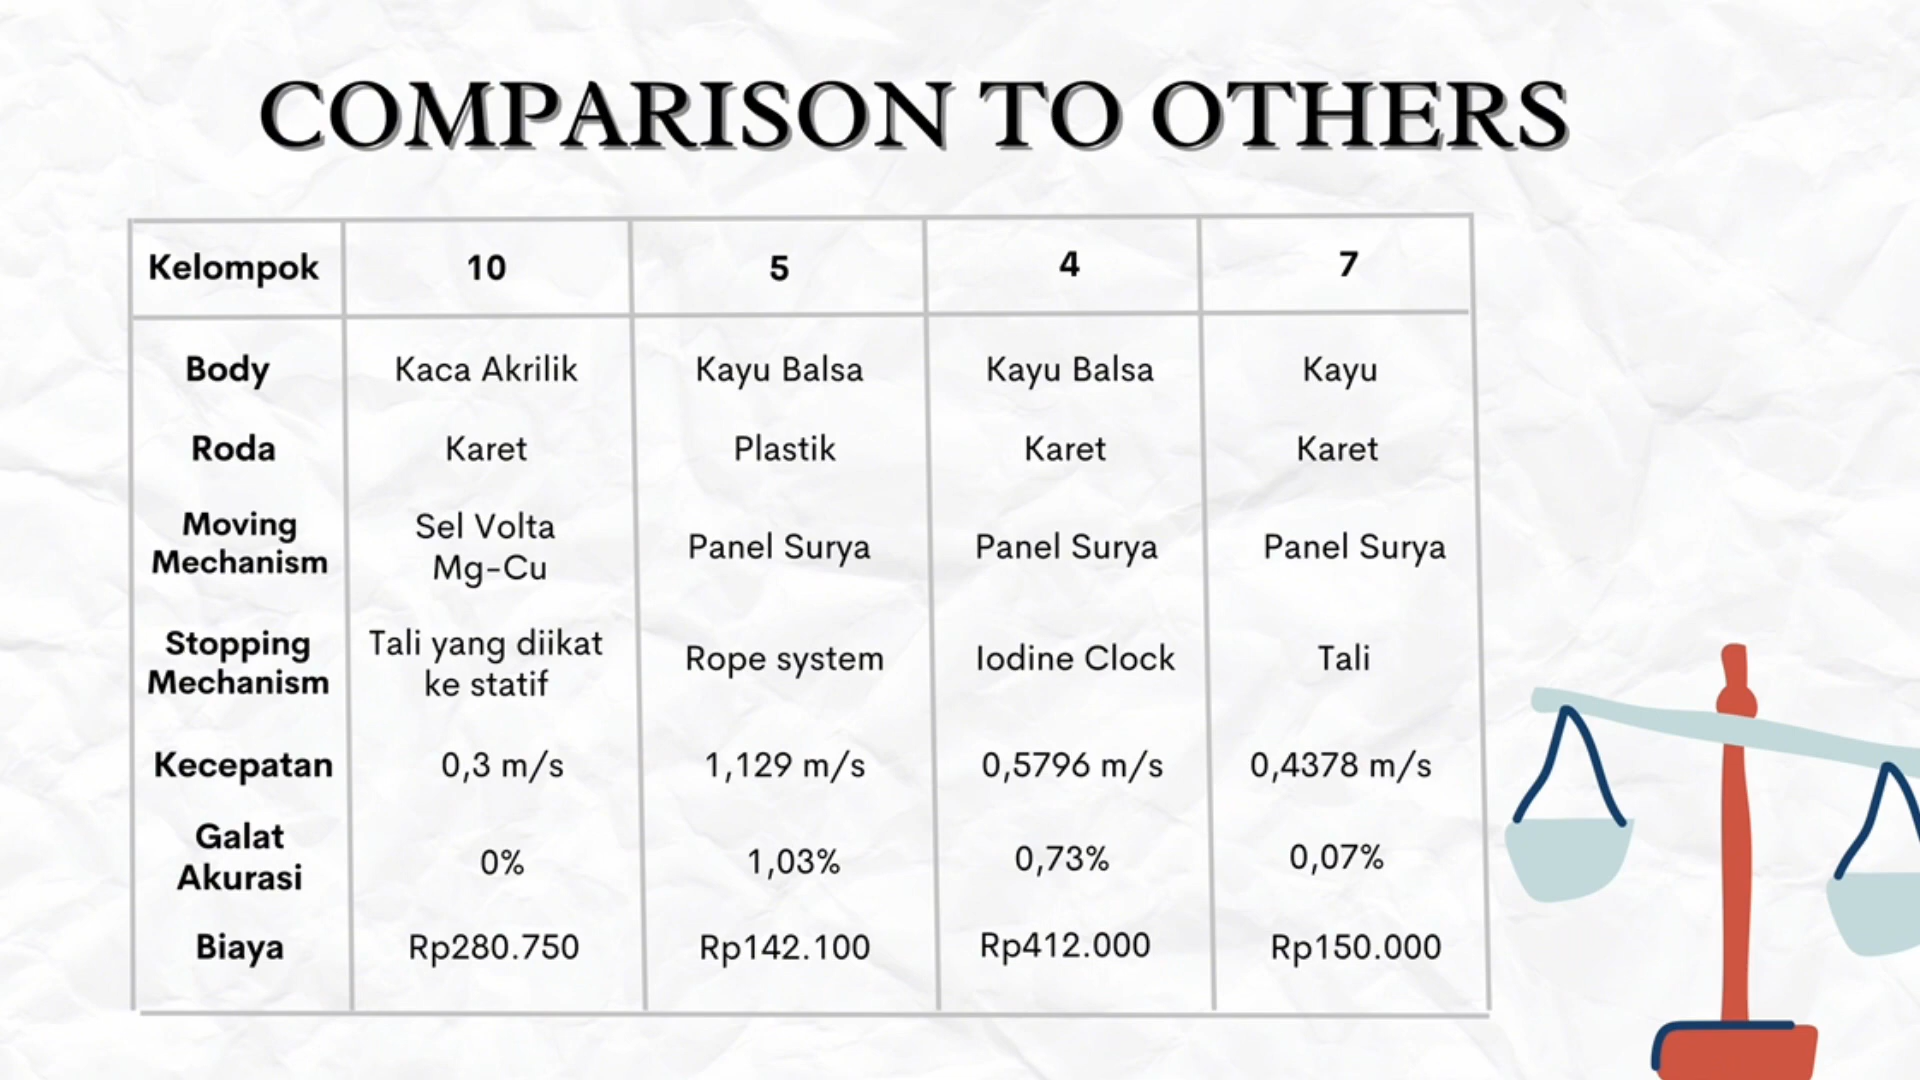 COMPARISON TO OTHERS
Kelompok 10 5 4 7
Body Kaca Akrilik Kayu Balsa Kayu Balsa Kayu
Roda Karet Plastik Karet Karet
Moving
Mechanism
Sel Volta
Mg-Cu
Panel Surya Panel Surya Panel Surya
Stopping
Mechanism
Tali yang diikat
ke statif
Rope system Iodine Clock Tali
Kecepatan 0,3 m/s 1,129 m/s 0,5796 m/s 0,4378 m/s
Galat
Akurasi
0% 1,03% 0,73% 0,07%
Biaya Rp280.750 Rp142.100 Rp412.000 Rp150.000